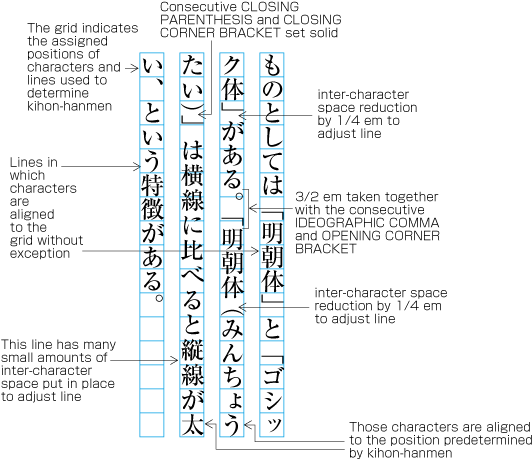 Consecutive CLOSING
PARENTHESIS and CLOSING
CORNER BRACKET set solid
The grid indicates
the assigned
positions of
characters and
lines used to
determine
kihon-hanmen
Lines in
which
characters
are
aligned
to the
grid without
exception
This line has many
small amounts of
inter-character
space put in place
to adjust line
ものとしては「明朝体」と「ゴシッ
ク体」がある。「明朝体（みんちょう
たい）」は横線に比べると縦線が太
い、という特徴がある。
inter-character
space reduction
by 1/4 em to
adjust line
3/2 em taken together
with the consecutive
IDEOGRAPHIC COMMA
and OPENING CORNER
BRACKET
inter-character space
reduction by 1/4 em
to adjust line
Those characters are aligned
to the position predetermined
by kihon-hanmen